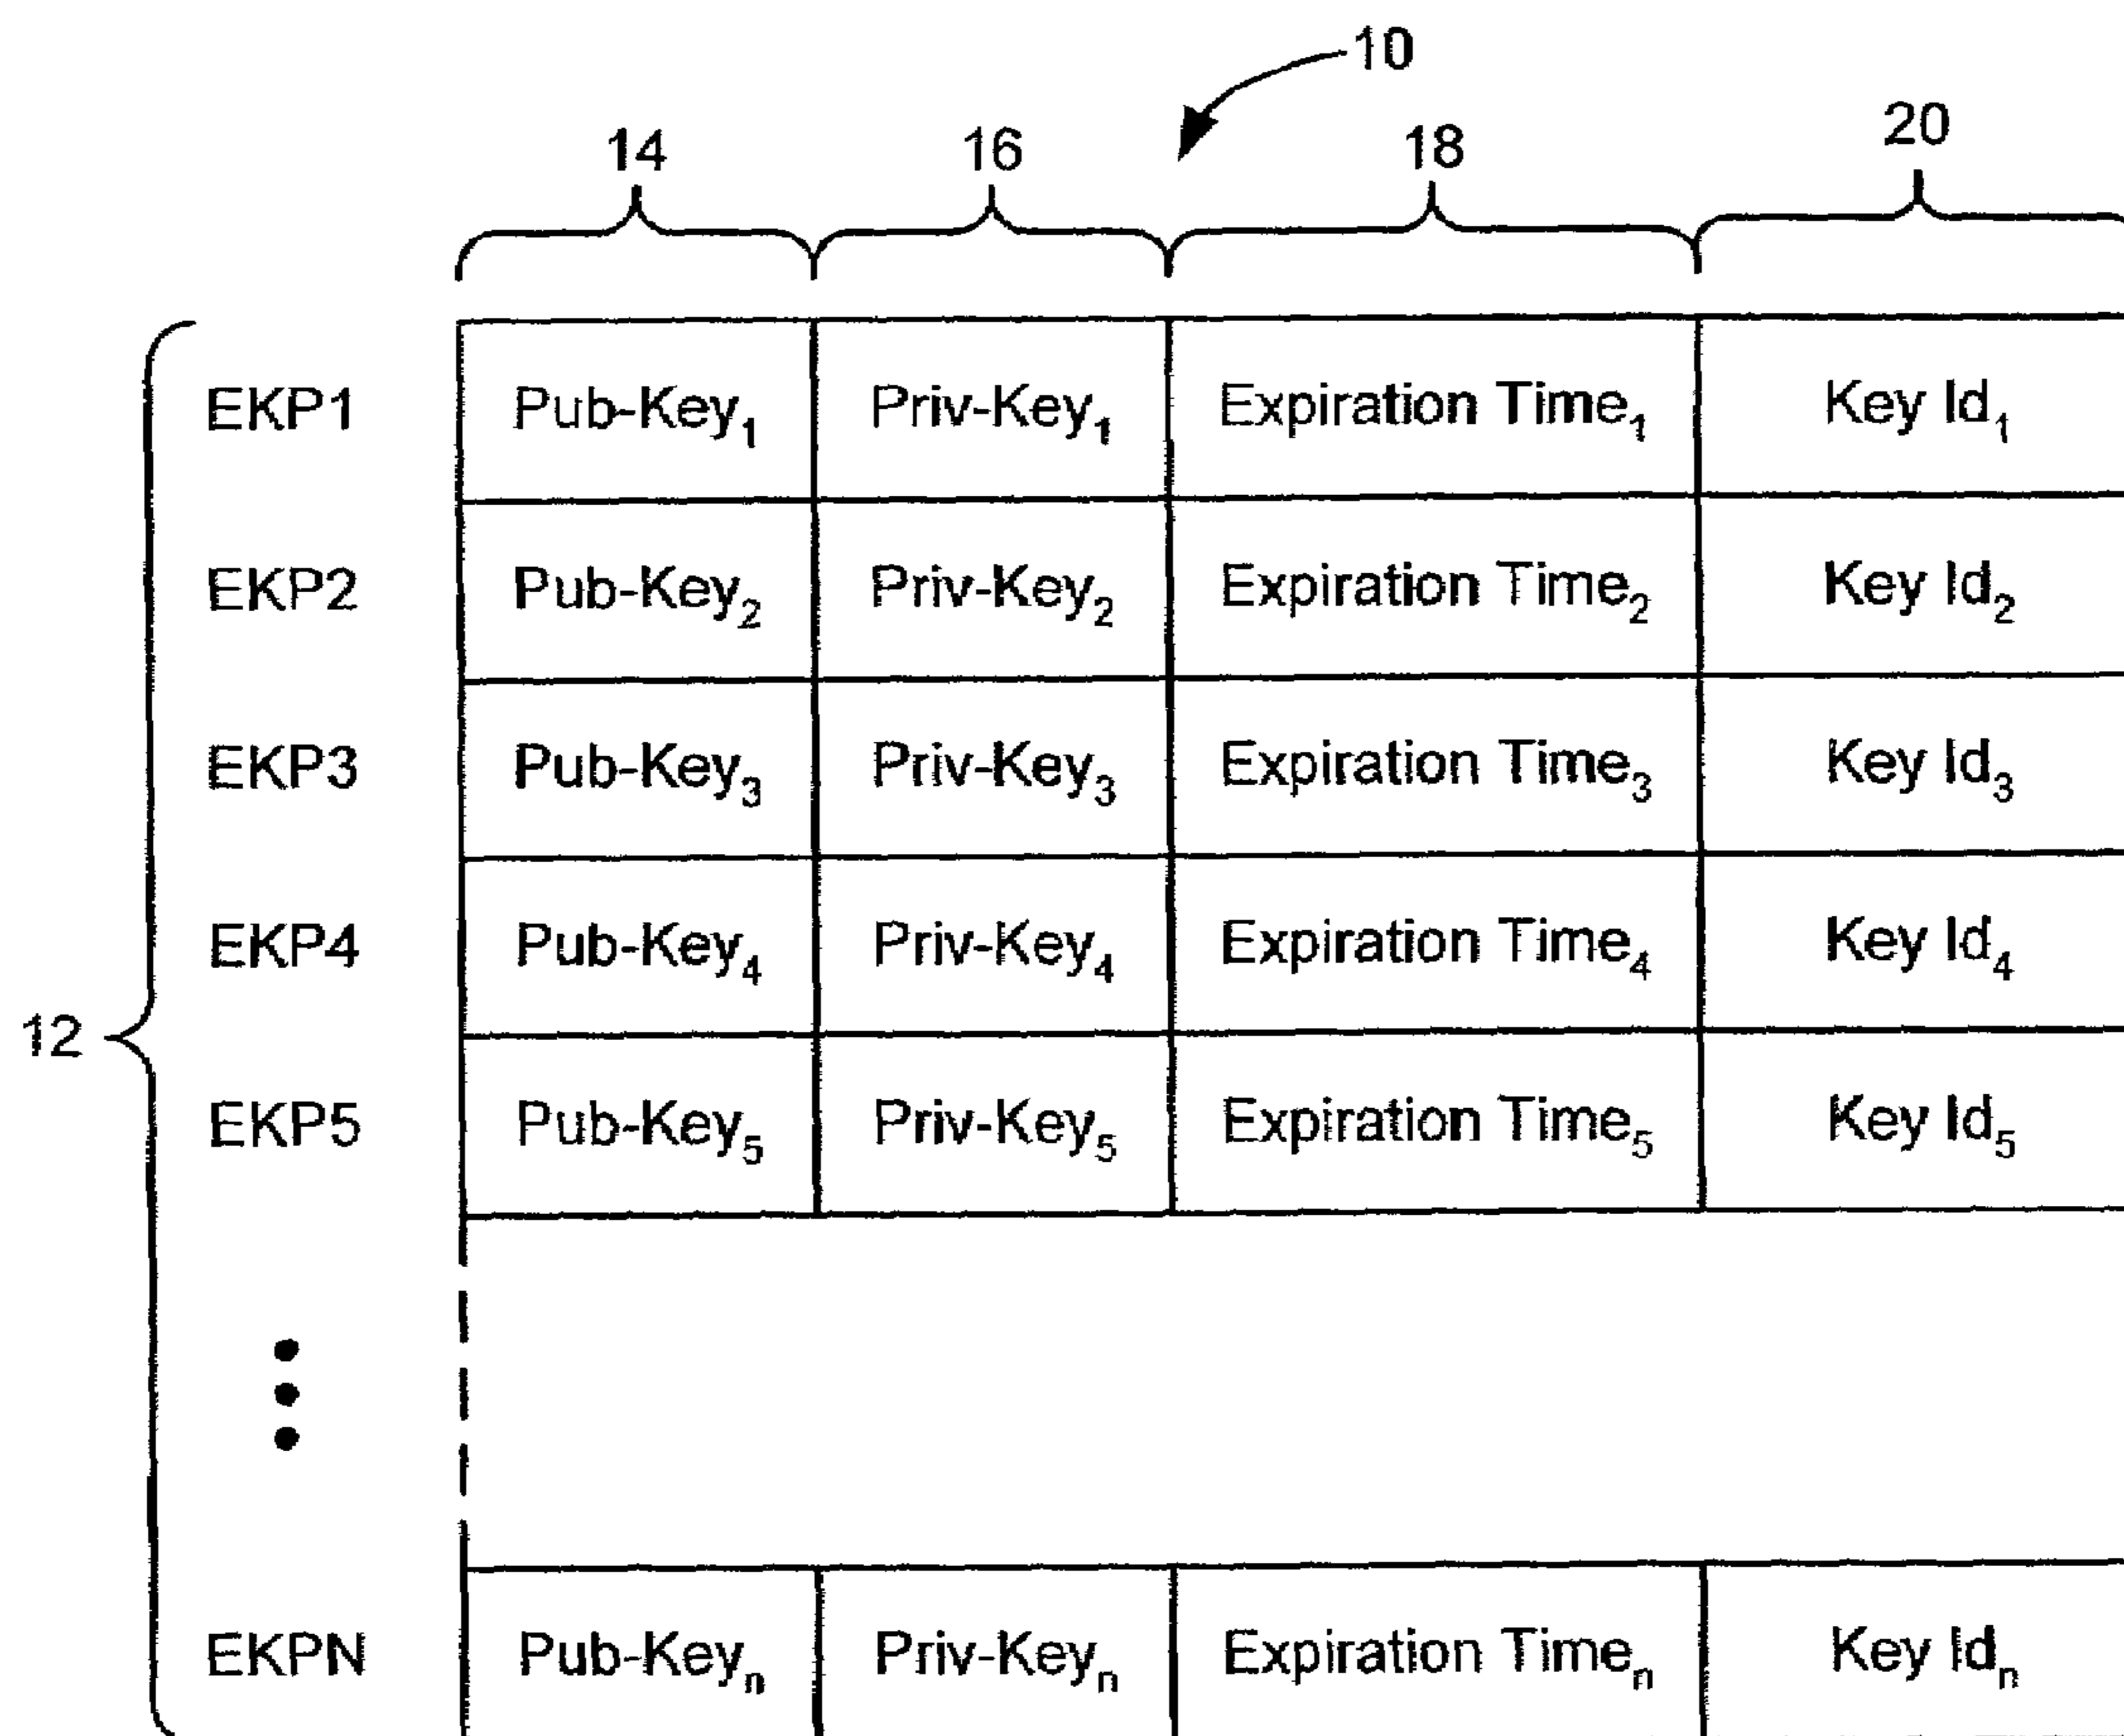 10
14 16 18 20
EKP1 Pub-Key₁ Priv-Key₁ Expiration Time₁ Key Id₁
EKP2 Pub-Key₂ Priv-Key₂ Expiration Time₂ Key Id₂
EKP3 Pub-Key₃ Priv-Key₃ Expiration Time₃ Key Id₃
EKP4 Pub-Key₄ Priv-Key₄ Expiration Time₄ Key Id₄
12
EKP5 Pub-Key₅ Priv-Key₅ Expiration Time₅ Key Id₅
EKPN Pub-Keyₙ Priv-Keyₙ Expiration Timeₙ Key Idₙ